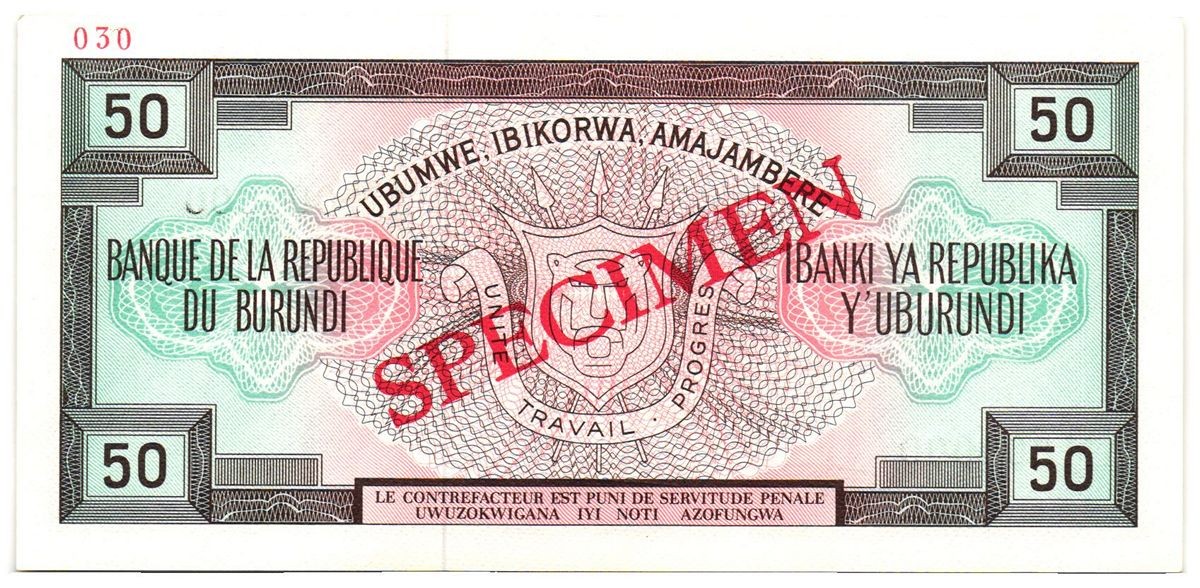 030
50
50
UBUMWE, IBIKORWA, AMAJAMBERE
BANQUE DE LA REPUBLIQUE
DU BURUNDI
IBANKI YA REPUBLIKA
Y'UBURUNDI
SPECIMEN
UNITE TRAVAIL · PROGRES
50
50
LE CONTREFACTEUR EST PUNI DE SERVITUDE PENALE
UWUZOKWIGANA IYI NOTI AZOFUNGWA